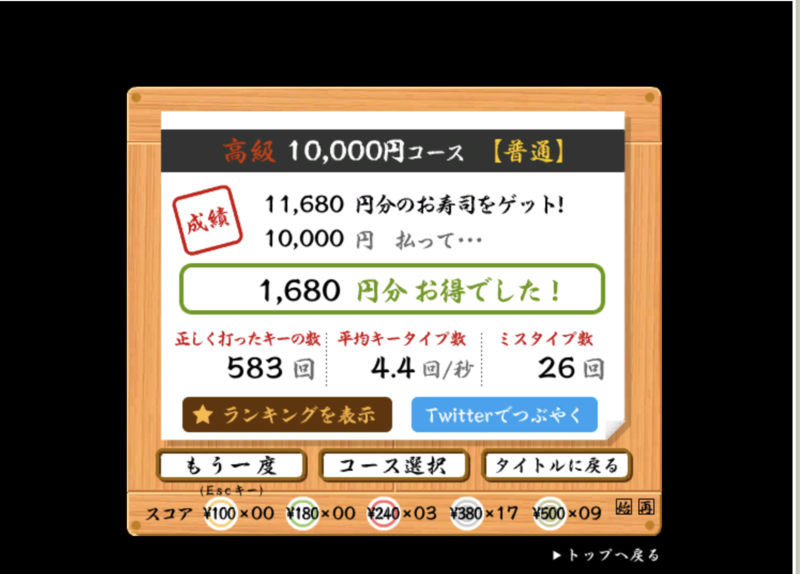 高級 10,000円コース 【普通】
成績
11,680 円分のお寿司をゲット!
10,000 円 払って…
1,680 円分 お得でした!
正しく打ったキーの数 平均キータイプ数 ミスタイプ数
583 回 4.4 回/秒 26 回
★ ランキングを表示 Twitterでつぶやく
もう一度 コース選択 タイトルに戻る
(Escキー)
スコア ¥100×00 ¥180×00 ¥240×03 ¥380×17 ¥500×09 始 再
▶トップへ戻る